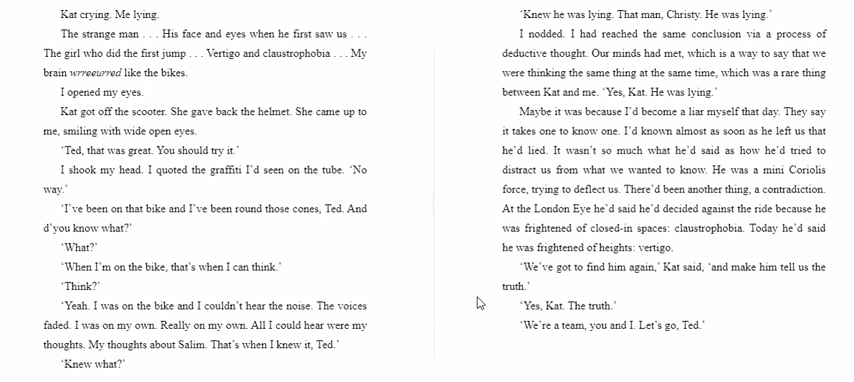 Kat crying. Me lying.
The strange man . . . His face and eyes when he first saw us . . .
The girl who did the first jump . . . Vertigo and claustrophobia . . . My
brain wrreeurred like the bikes.
I opened my eyes.
Kat got off the scooter. She gave back the helmet. She came up to
me, smiling with wide open eyes.
‘Ted, that was great. You should try it.’
I shook my head. I quoted the graffiti I’d seen on the tube. ‘No
way.’
‘I’ve been on that bike and I’ve been round those cones, Ted. And
d’you know what?’
‘What?’
‘When I’m on the bike, that’s when I can think.’
‘Think?’
‘Yeah. I was on the bike and I couldn’t hear the noise. The voices
faded. I was on my own. Really on my own. All I could hear were my
thoughts. My thoughts about Salim. That’s when I knew it, Ted.’
‘Knew what?’
‘Knew he was lying. That man, Christy. He was lying.’
I nodded. I had reached the same conclusion via a process of
deductive thought. Our minds had met, which is a way to say that we
were thinking the same thing at the same time, which was a rare thing
between Kat and me. ‘Yes, Kat. He was lying.’
Maybe it was because I’d become a liar myself that day. They say
it takes one to know one. I’d known almost as soon as he left us that
he’d lied. It wasn’t so much what he’d said as how he’d tried to
distract us from what we wanted to know. He was a mini Coriolis
force, trying to deflect us. There’d been another thing, a contradiction.
At the London Eye he’d said he’d decided against the ride because he
was frightened of closed-in spaces: claustrophobia. Today he’d said
he was frightened of heights: vertigo.
‘We’ve got to find him again,’ Kat said, ‘and make him tell us the
truth.’
‘Yes, Kat. The truth.’
‘We’re a team, you and I. Let’s go, Ted.’